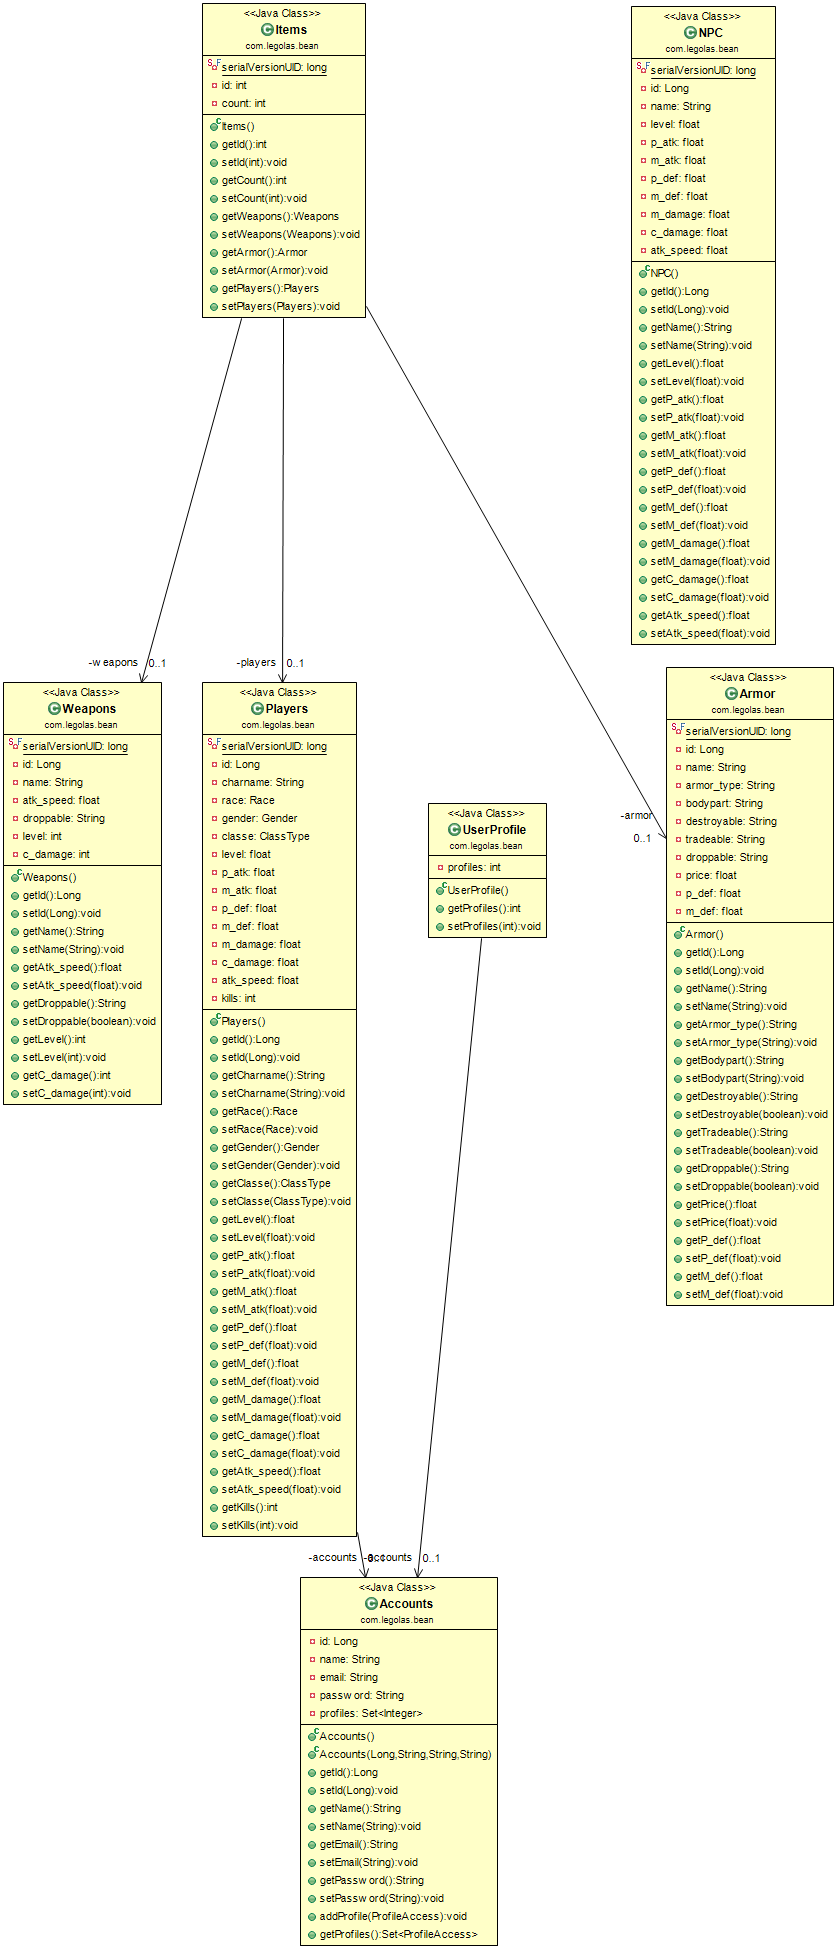 <<Java Class>>
Items
com.legolas.bean
serialVersionUID: long
id: int
count: int
Items()
getId():int
setId(int):void
getCount():int
setCount(int):void
getWeapons():Weapons
setWeapons(Weapons):void
getArmor():Armor
setArmor(Armor):void
getPlayers():Players
setPlayers(Players):void
<<Java Class>>
NPC
com.legolas.bean
serialVersionUID: long
id: Long
name: String
level: float
p_atk: float
m_atk: float
p_def: float
m_def: float
m_damage: float
c_damage: float
atk_speed: float
NPC()
getId():Long
setId(Long):void
getName():String
setName(String):void
getLevel():float
setLevel(float):void
getP_atk():float
setP_atk(float):void
getM_atk():float
setM_atk(float):void
getP_def():float
setP_def(float):void
getM_def():float
setM_def(float):void
getM_damage():float
setM_damage(float):void
getC_damage():float
setC_damage(float):void
getAtk_speed():float
setAtk_speed(float):void
-weapons 0..1
-players 0..1
-armor
0..1
<<Java Class>>
Weapons
com.legolas.bean
serialVersionUID: long
id: Long
name: String
atk_speed: float
droppable: String
level: int
c_damage: int
Weapons()
getId():Long
setId(Long):void
getName():String
setName(String):void
getAtk_speed():float
setAtk_speed(float):void
getDroppable():String
setDroppable(boolean):void
getLevel():int
setLevel(int):void
getC_damage():int
setC_damage(int):void
<<Java Class>>
Players
com.legolas.bean
serialVersionUID: long
id: Long
charname: String
race: Race
gender: Gender
classe: ClassType
level: float
p_atk: float
m_atk: float
p_def: float
m_def: float
m_damage: float
c_damage: float
atk_speed: float
kills: int
Players()
getId():Long
setId(Long):void
getCharname():String
setCharname(String):void
getRace():Race
setRace(Race):void
getGender():Gender
setGender(Gender):void
getClasse():ClassType
setClasse(ClassType):void
getLevel():float
setLevel(float):void
getP_atk():float
setP_atk(float):void
getM_atk():float
setM_atk(float):void
getP_def():float
setP_def(float):void
getM_def():float
setM_def(float):void
getM_damage():float
setM_damage(float):void
getC_damage():float
setC_damage(float):void
getAtk_speed():float
setAtk_speed(float):void
getKills():int
setKills(int):void
<<Java Class>>
UserProfile
com.legolas.bean
profiles: int
UserProfile()
getProfiles():int
setProfiles(int):void
<<Java Class>>
Armor
com.legolas.bean
serialVersionUID: long
id: Long
name: String
armor_type: String
bodypart: String
destroyable: String
tradeable: String
droppable: String
price: float
p_def: float
m_def: float
Armor()
getId():Long
setId(Long):void
getName():String
setName(String):void
getArmor_type():String
setArmor_type(String):void
getBodypart():String
setBodypart(String):void
getDestroyable():String
setDestroyable(boolean):void
getTradeable():String
setTradeable(boolean):void
getDroppable():String
setDroppable(boolean):void
getPrice():float
setPrice(float):void
getP_def():float
setP_def(float):void
getM_def():float
setM_def(float):void
-accounts 0..1 -accounts 0..1
<<Java Class>>
Accounts
com.legolas.bean
id: Long
name: String
email: String
password: String
profiles: Set<Integer>
Accounts()
Accounts(Long,String,String,String)
getId():Long
setId(Long):void
getName():String
setName(String):void
getEmail():String
setEmail(String):void
getPassword():String
setPassword(String):void
addProfile(ProfileAccess):void
getProfiles():Set<ProfileAccess>